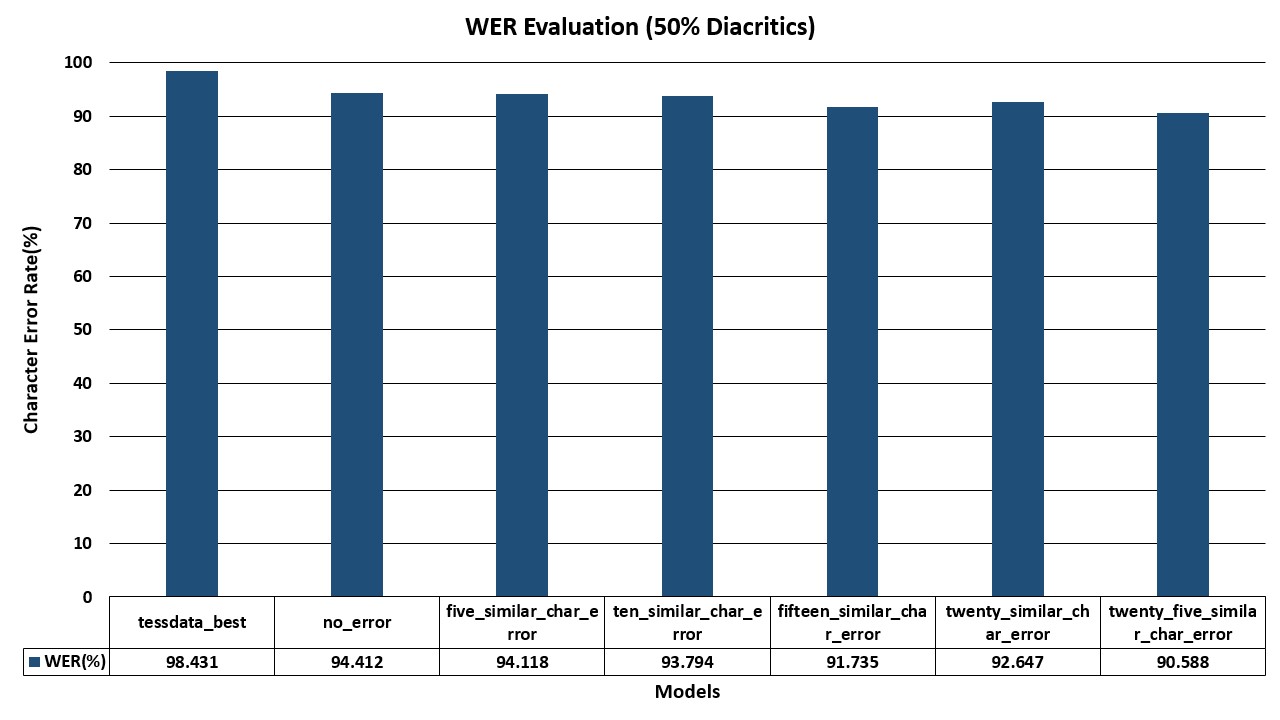 WER Evaluation (50% Diacritics)
100
90
80
70
60
50
40
30
20
10
0
Character Error Rate(%)
tessdata_best
no_error
five_similar_char_e
rror
ten_similar_char_e
rror
fifteen_similar_cha
r_error
twenty_similar_ch
ar_error
twenty_five_simila
r_char_error
WER(%) 98.431 94.412 94.118 93.794 91.735 92.647 90.588
Models